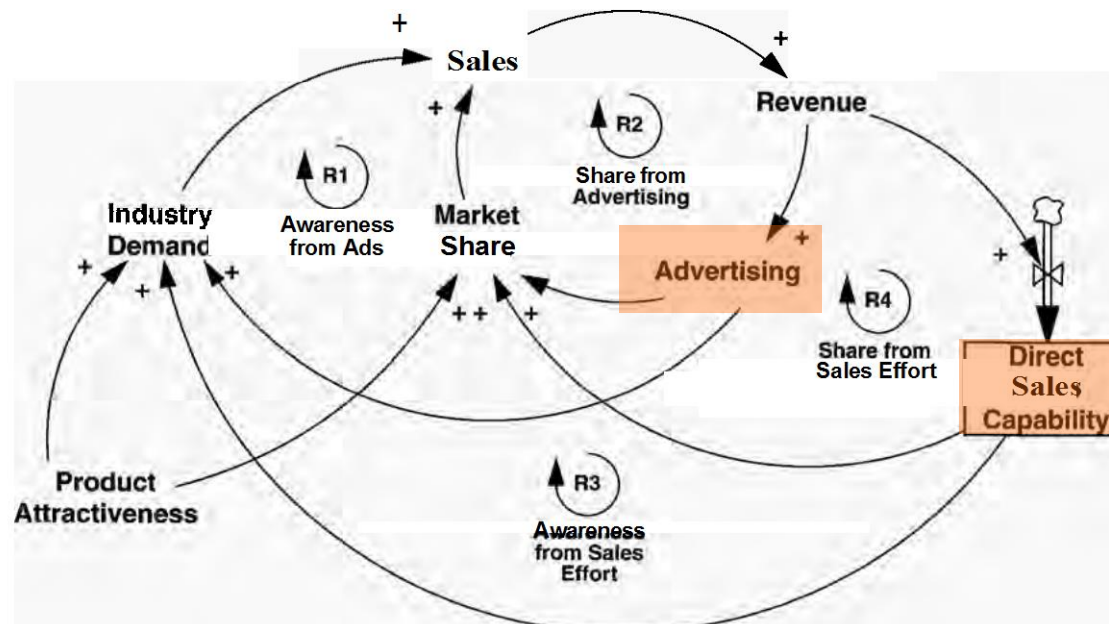 +
Sales
+
Revenue
+
R2
Share from
Advertising
R1
Awareness
from Ads
Industry
Demand
Market
Share
+
Advertising
+
+
+
+
+ +
+
R4
Share from
Sales Effort
Direct
Sales
Capability
Product
Attractiveness
R3
Awareness
from Sales
Effort